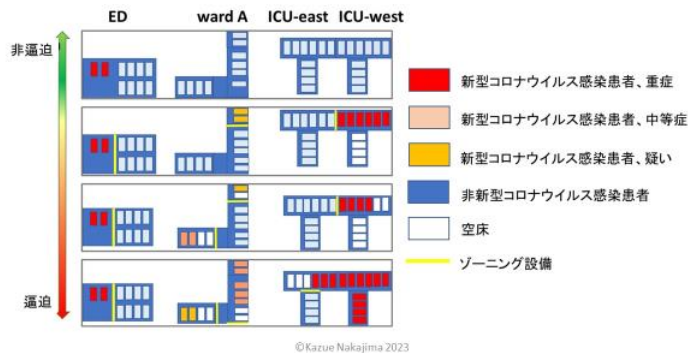 ED ward A ICU-east ICU-west
非逼迫
逼迫
新型コロナウイルス感染患者、重症
新型コロナウイルス感染患者、中等症
新型コロナウイルス感染患者、疑い
非新型コロナウイルス感染患者
空床
ゾーニング設備
©Kazue Nakajima 2023